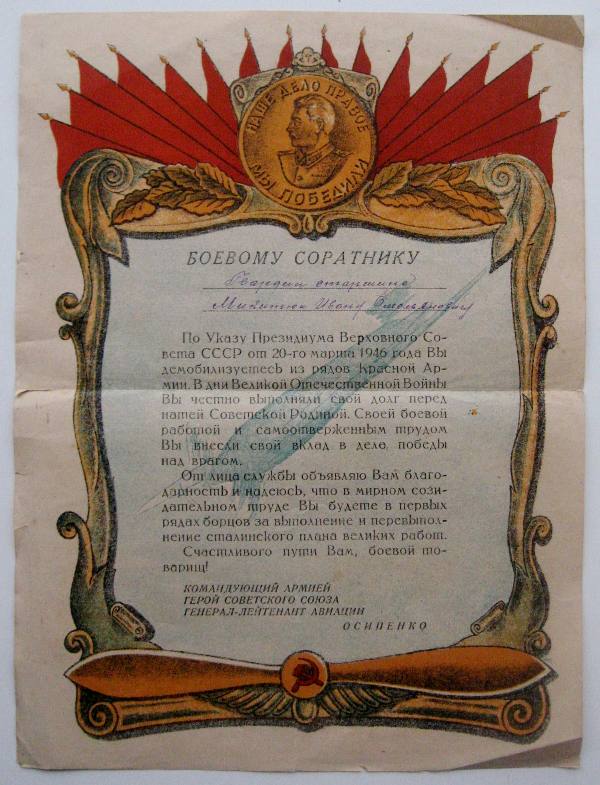 НАШЕ ДЕЛО ПРАВОЕ
МЫ ПОБЕДИЛИ
БОЕВОМУ СОРАТНИКУ
Гвардии старшине
Микитюк Ивану Емельяновичу
По Указу Президиума Верховного Со-
вета СССР от 20-го марта 1946 года Вы
демобилизуетесь из рядов Красной Ар-
мии. В дни Великой Отечественной Войны
Вы честно выполняли свой долг перед
нашей Советской Родиной. Своей боевой
работой и самоотверженным трудом
Вы внесли свой вклад в дело, победы
над врагом.
От лица службы объявляю Вам благо-
дарность и надеюсь, что в мирном сози-
дательном труде Вы будете в первых
рядах борцов за выполнение и перевыпол-
нение сталинского плана великих работ.
Счастливого пути Вам, боевой то-
варищ!
КОМАНДУЮЩИЙ АРМИЕЙ
ГЕРОЙ СОВЕТСКОГО СОЮЗА
ГЕНЕРАЛ-ЛЕЙТЕНАНТ АВИАЦИИ
ОСИПЕНКО